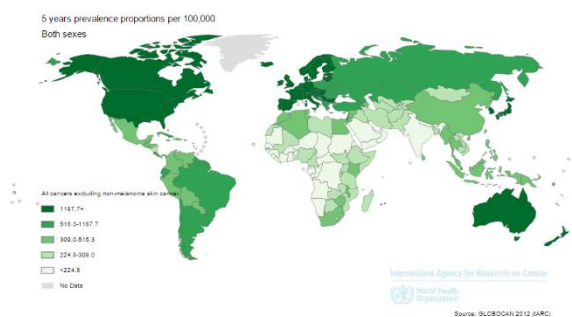 5 years prevalence proportions per 100,000
Both sexes
All cancers excluding non-melanoma skin cancer
1187.7+
516.3-1187.7
309.0-516.3
224.8-309.0
<224.8
No Data
International Agency for Research on Cancer
World Health
Organization
Source: GLOBOCAN 2012 (IARC)